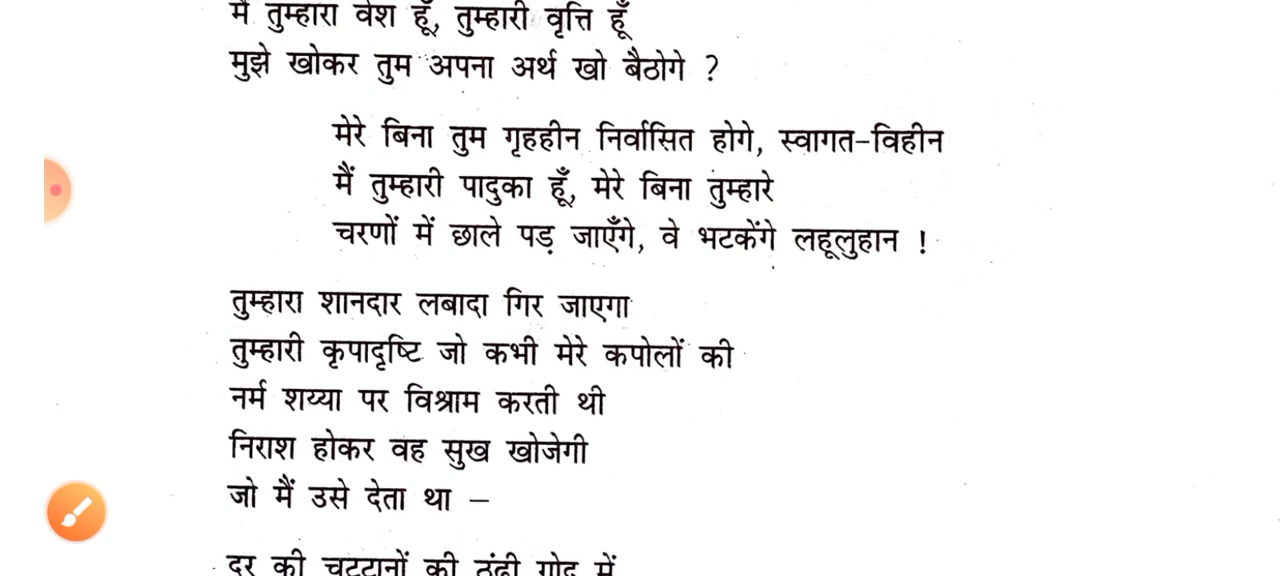 मैं तुम्हारा वेश हूँ, तुम्हारी वृत्ति हूँ
मुझे खोकर तुम अपना अर्थ खो बैठोगे ?
मेरे बिना तुम गृहहीन निर्वासित होगे, स्वागत-विहीन
मैं तुम्हारी पादुका हूँ, मेरे बिना तुम्हारे
चरणों में छाले पड़ जाएँगे, वे भटकेंगे लहूलुहान !
तुम्हारा शानदार लबादा गिर जाएगा
तुम्हारी कृपादृष्टि जो कभी मेरे कपोलों की
नर्म शय्या पर विश्राम करती थी
निराश होकर वह सुख खोजेगी
जो मैं उसे देता था –
दूर की चट्टानों की ठंढी गोद में